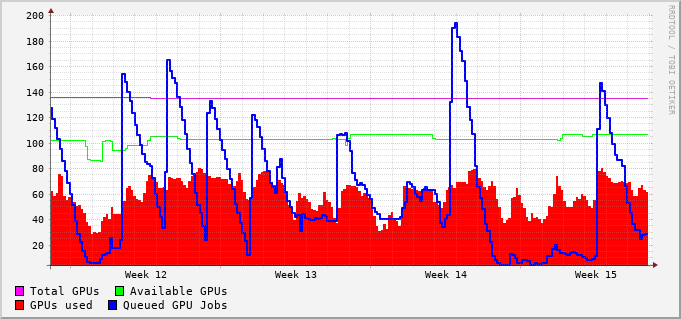 200
180
160
140
120
100
80
60
40
20
Week 12 Week 13 Week 14 Week 15
RRDTOOL / TOBI OETIKER
Total GPUs Available GPUs
GPUs used Queued GPU Jobs